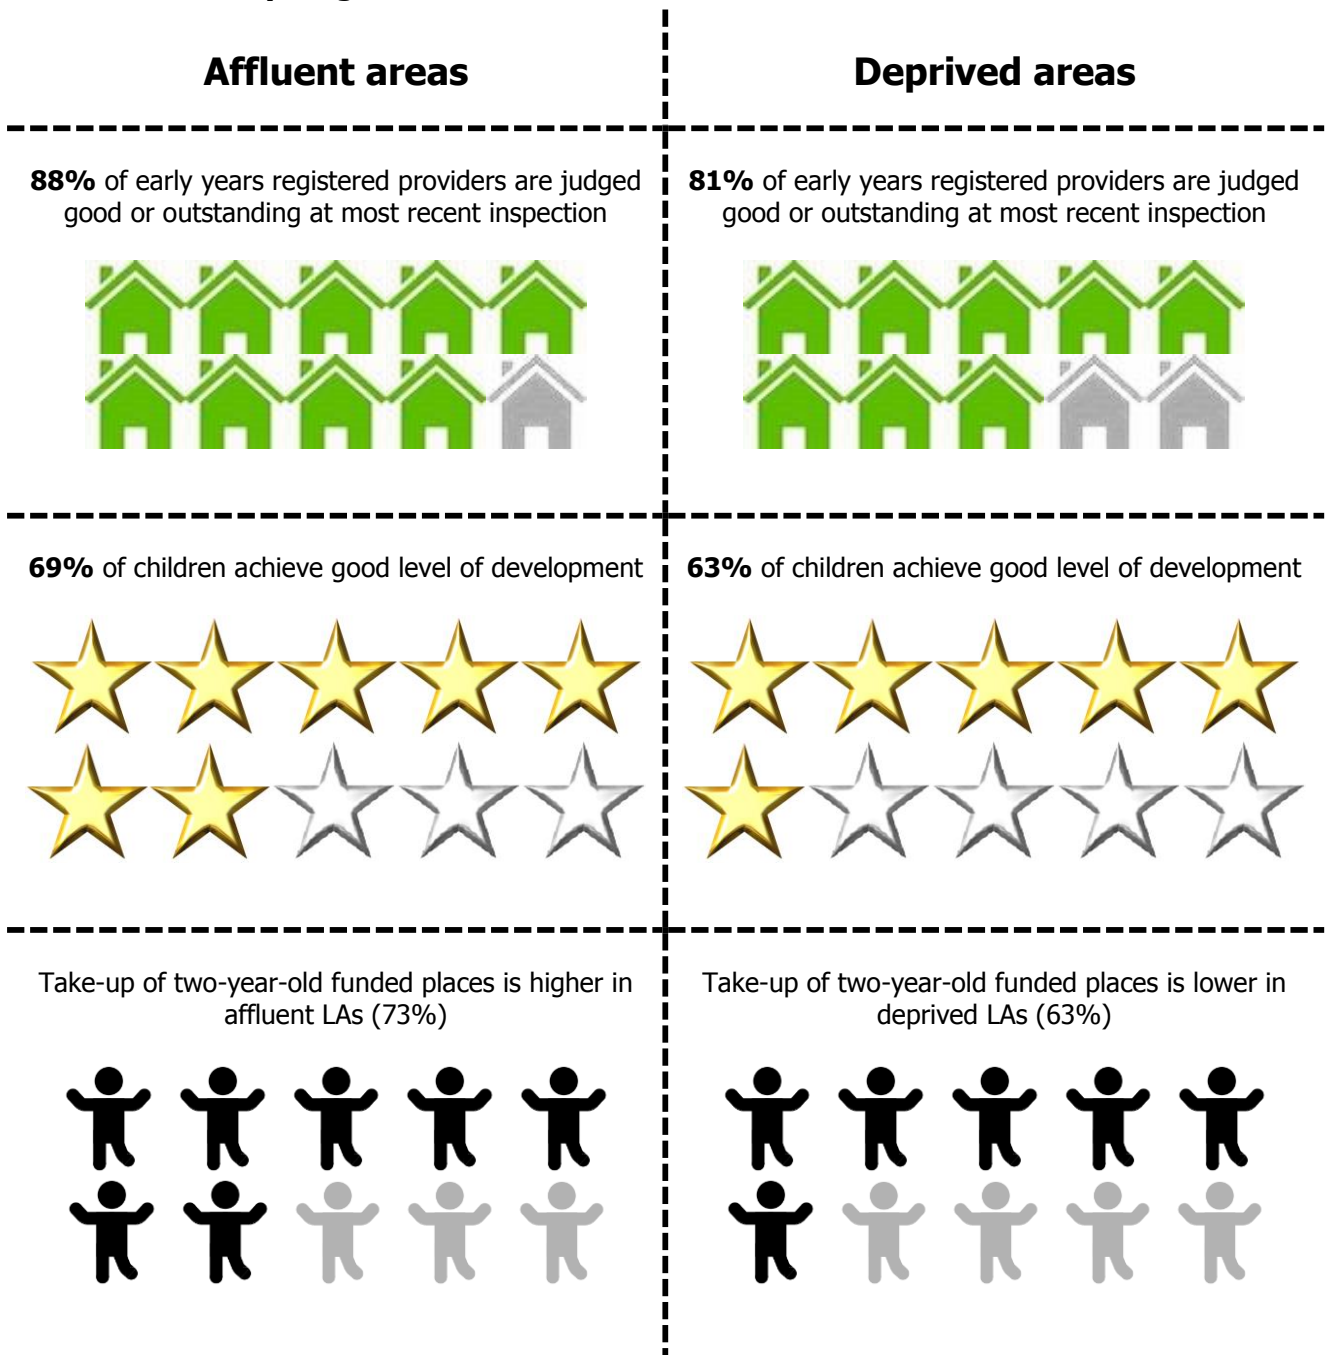 Affluent areas
Deprived areas
88% of early years registered providers are judged
good or outstanding at most recent inspection
81% of early years registered providers are judged
good or outstanding at most recent inspection
69% of children achieve good level of development
63% of children achieve good level of development
Take-up of two-year-old funded places is higher in
affluent LAs (73%)
Take-up of two-year-old funded places is lower in
deprived LAs (63%)